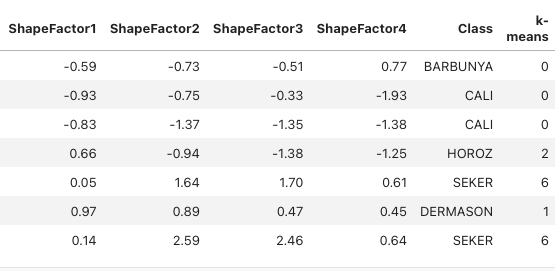 ShapeFactor1 ShapeFactor2 ShapeFactor3 ShapeFactor4 Class k-means
-0.59 -0.73 -0.51 0.77 BARBUNYA 0
-0.93 -0.75 -0.33 -1.93 CALI 0
-0.83 -1.37 -1.35 -1.38 CALI 0
0.66 -0.94 -1.38 -1.25 HOROZ 2
0.05 1.64 1.70 0.61 SEKER 6
0.97 0.89 0.47 0.45 DERMASON 1
0.14 2.59 2.46 0.64 SEKER 6